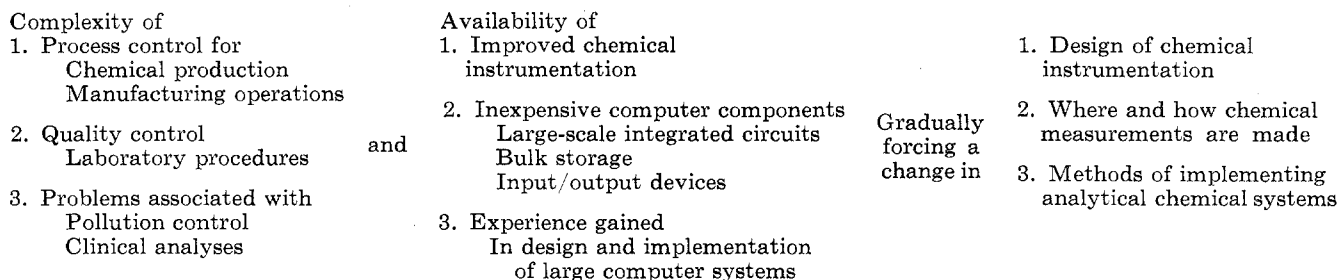 Complexity of
1. Process control for
Chemical production
Manufacturing operations
2. Quality control
Laboratory procedures
3. Problems associated with
Pollution control
Clinical analyses
and
Availability of
1. Improved chemical
instrumentation
2. Inexpensive computer components
Large-scale integrated circuits
Bulk storage
Input/output devices
3. Experience gained
In design and implementation
of large computer systems
Gradually
forcing a
change in
1. Design of chemical
instrumentation
2. Where and how chemical
measurements are made
3. Methods of implementing
analytical chemical systems